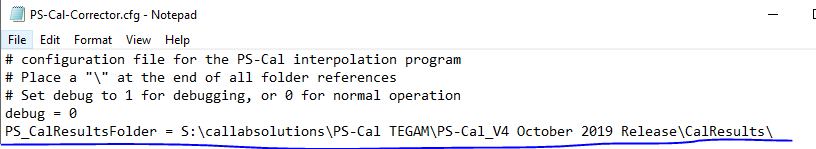 PS-Cal-Corrector.cfg - Notepad
File Edit Format View Help
# configuration file for the PS-Cal interpolation program
# Place a "\" at the end of all folder references
# Set debug to 1 for debugging, or 0 for normal operation
debug = 0
PS_CalResultsFolder = S:\callabsolutions\PS-Cal TEGAM\PS-Cal_V4 October 2019 Release\CalResults\